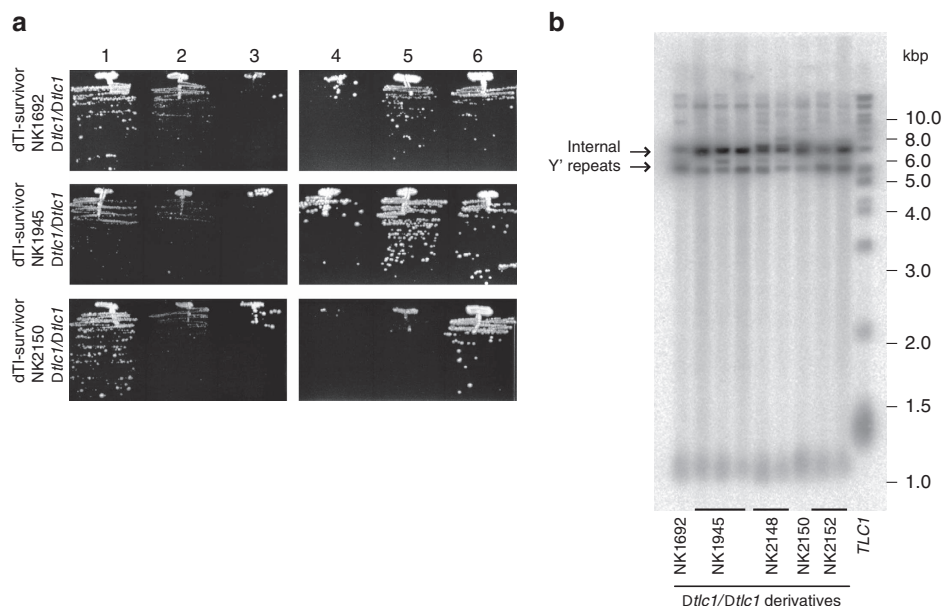 a
1 2 3 4 5 6
dTI-survivor
NK1692
Dtlc1/Dtlc1
dTI-survivor
NK1945
Dtlc1/Dtlc1
dTI-survivor
NK2150
Dtlc1/Dtlc1
b
kbp
Internal
Y' repeats
10.0
8.0
6.0
5.0
4.0
3.0
2.0
1.5
1.0
NK1692
NK1945
NK2148
NK2150
NK2152
TLC1
Dtlc1/Dtlc1 derivatives